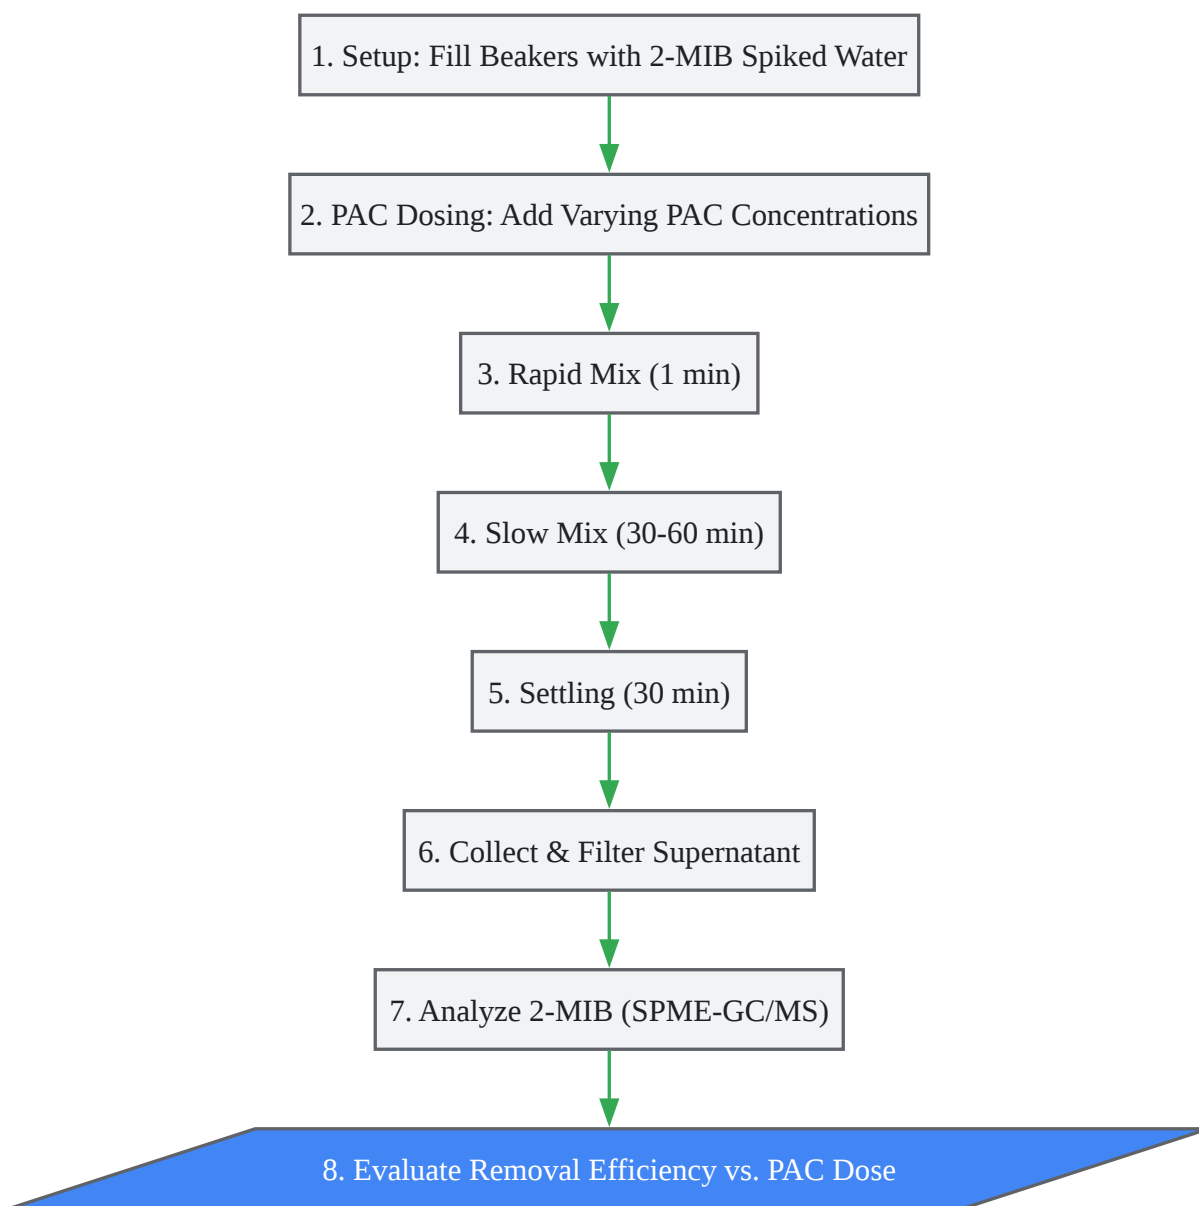 1. Setup: Fill Beakers with 2-MIB Spiked Water
2. PAC Dosing: Add Varying PAC Concentrations
3. Rapid Mix (1 min)
4. Slow Mix (30-60 min)
5. Settling (30 min)
6. Collect & Filter Supernatant
7. Analyze 2-MIB (SPME-GC/MS)
8. Evaluate Removal Efficiency vs. PAC Dose